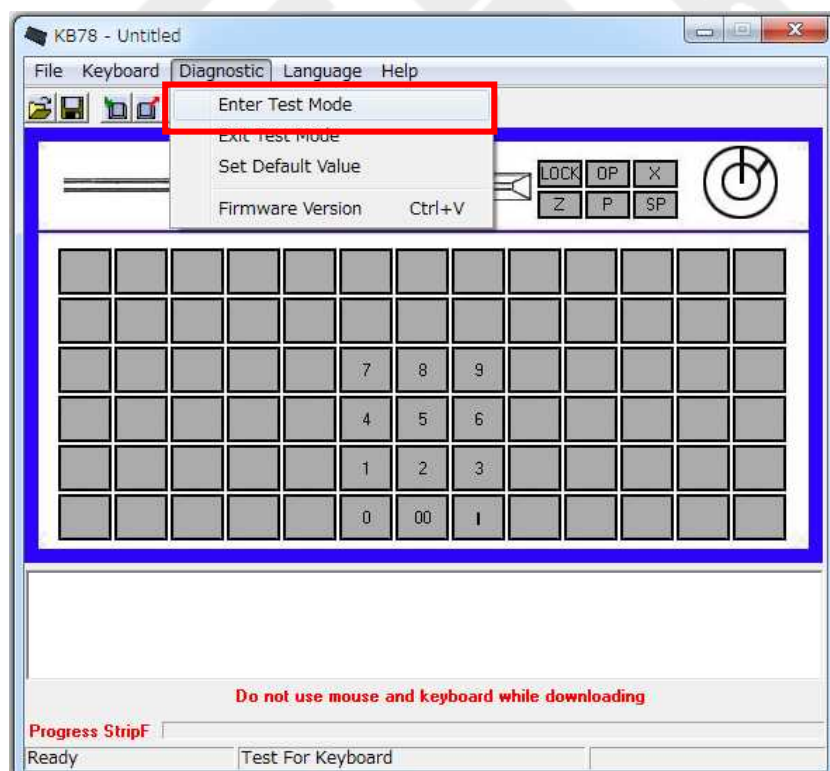 KB78 - Untitled
File Keyboard Diagnostic Language Help
Enter Test Mode
Exit Test Mode
Set Default Value
Firmware Version Ctrl+V
LOCK OP X
Z P SP
7 8 9
4 5 6
1 2 3
0 00 .
Do not use mouse and keyboard while downloading
Progress StripF
Ready Test For Keyboard